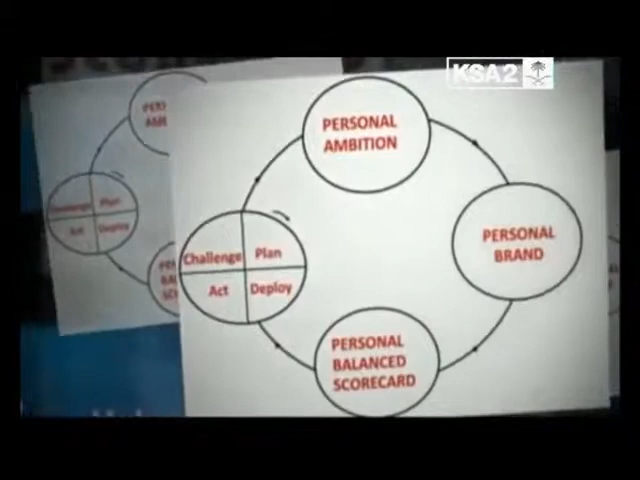 KSA2
PERSONAL
AMBITION
PERSONAL
BRAND
Challenge Plan
Act Deploy
PERSONAL
BALANCED
SCORECARD
Challenge Plan
Act Deploy